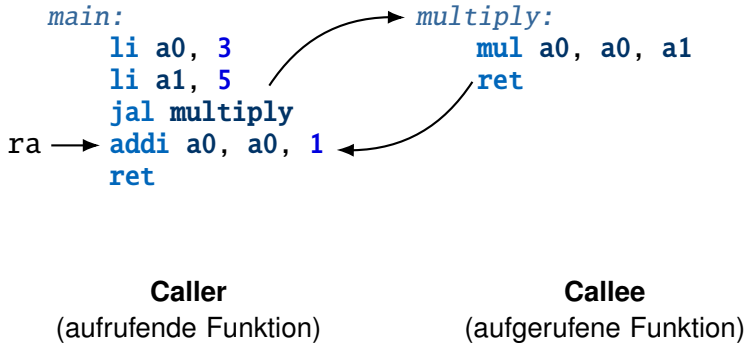 main:
li a0, 3
li a1, 5
jal multiply
ra addi a0, a0, 1
ret
multiply:
mul a0, a0, a1
ret
Caller
(aufrufende Funktion)
Callee
(aufgerufene Funktion)